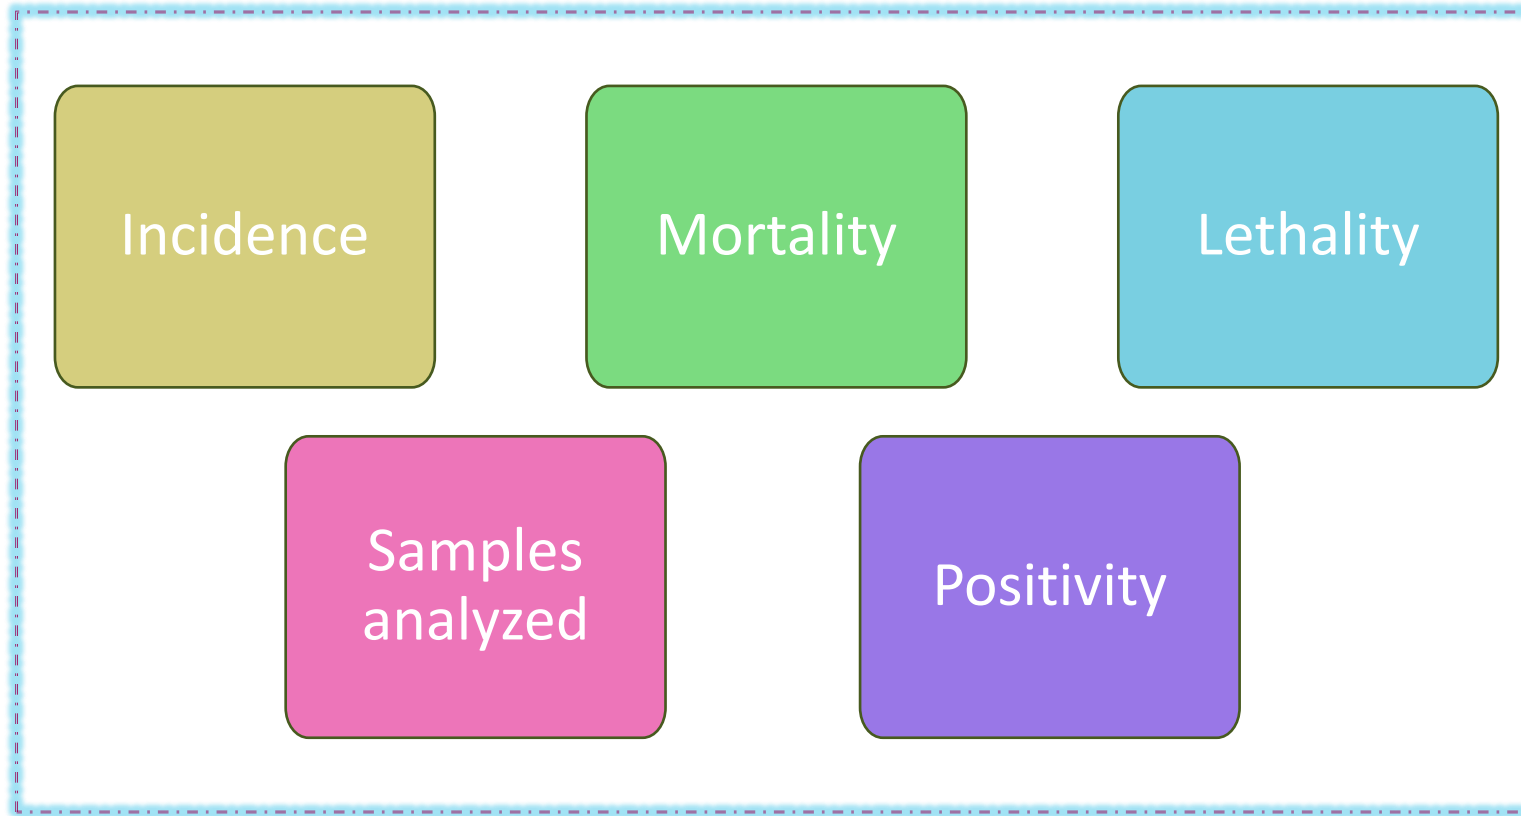 Incidence
Mortality
Lethality
Samples
analyzed
Positivity